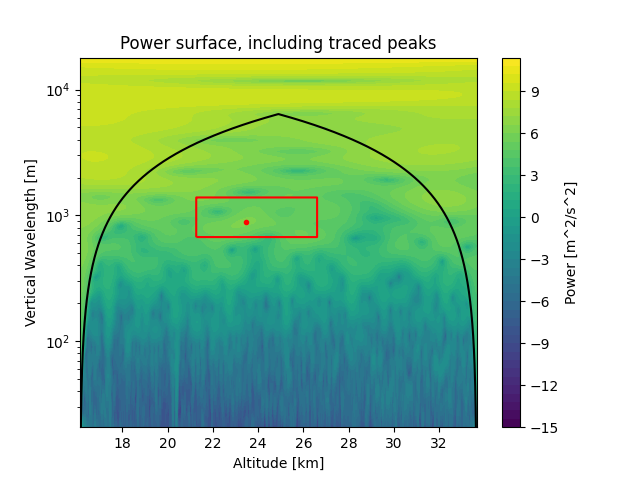 Power surface, including traced peaks
Vertical Wavelength [m]
10^4
10^3
10^2
18 20 22 24 26 28 30 32
Altitude [km]
9
6
3
0
−3
−6
−9
−12
−15
Power [m^2/s^2]